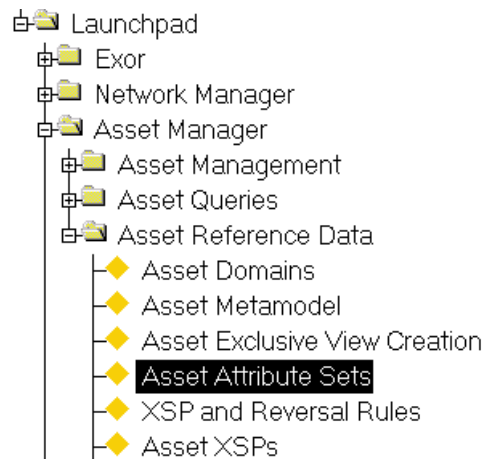 Launchpad
Exor
Network Manager
Asset Manager
Asset Management
Asset Queries
Asset Reference Data
Asset Domains
Asset Metamodel
Asset Exclusive View Creation
Asset Attribute Sets
XSP and Reversal Rules
Asset XSPs